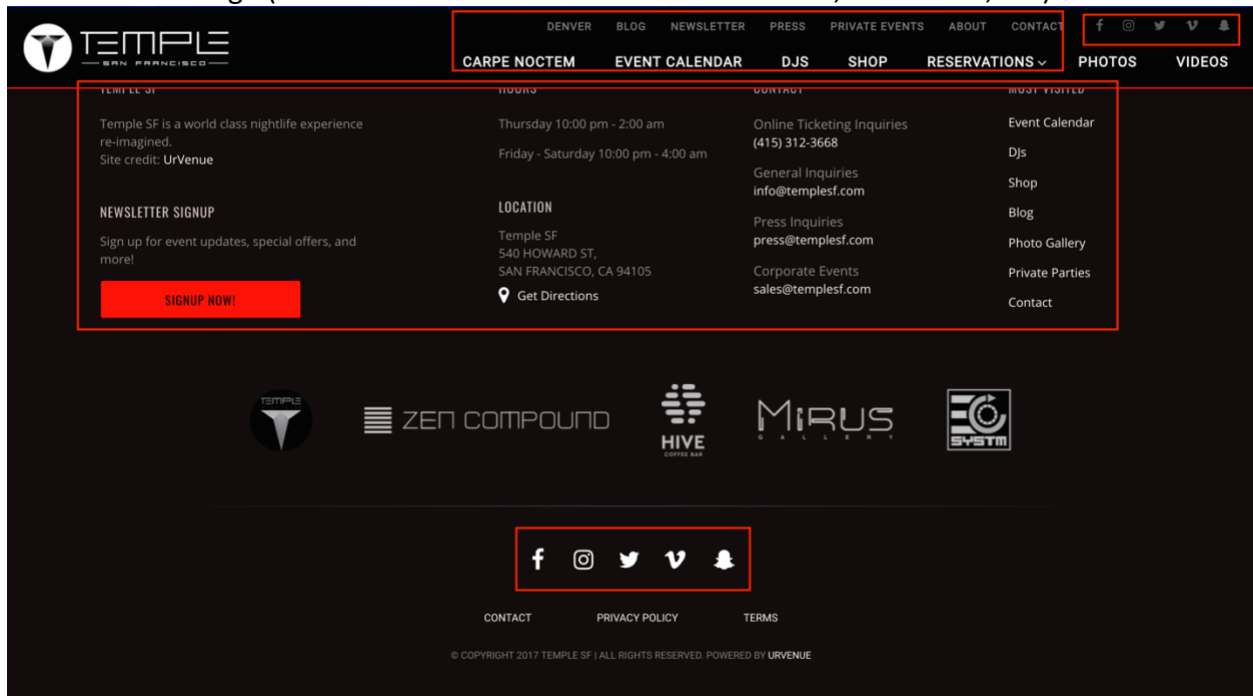 DENVER BLOG NEWSLETTER PRESS PRIVATE EVENTS ABOUT CONTACT
TEMPLE
SAN FRANCISCO
CARPE NOCTEM EVENT CALENDAR DJS SHOP RESERVATIONS PHOTOS VIDEOS
TEMPLE SF
Temple SF is a world class nightlife experience
re-imagined.
Site credit: UrVenue
NEWSLETTER SIGNUP
Sign up for event updates, special offers, and
more!
SIGNUP NOW!
HOURS
Thursday 10:00 pm - 2:00 am
Friday - Saturday 10:00 pm - 4:00 am
LOCATION
Temple SF
540 HOWARD ST,
SAN FRANCISCO, CA 94105
Get Directions
CONTACT
Online Ticketing Inquiries
(415) 312-3668
General Inquiries
info@templesf.com
Press Inquiries
press@templesf.com
Corporate Events
sales@templesf.com
MOST VISITED
Event Calendar
DJs
Shop
Blog
Photo Gallery
Private Parties
Contact
TEMPLE
ZEN COMPOUND
HIVE
COFFEE BAR
MIRUS
GALLERY
SYSTM
CONTACT PRIVACY POLICY TERMS
© COPYRIGHT 2017 TEMPLE SF | ALL RIGHTS RESERVED. POWERED BY URVENUE